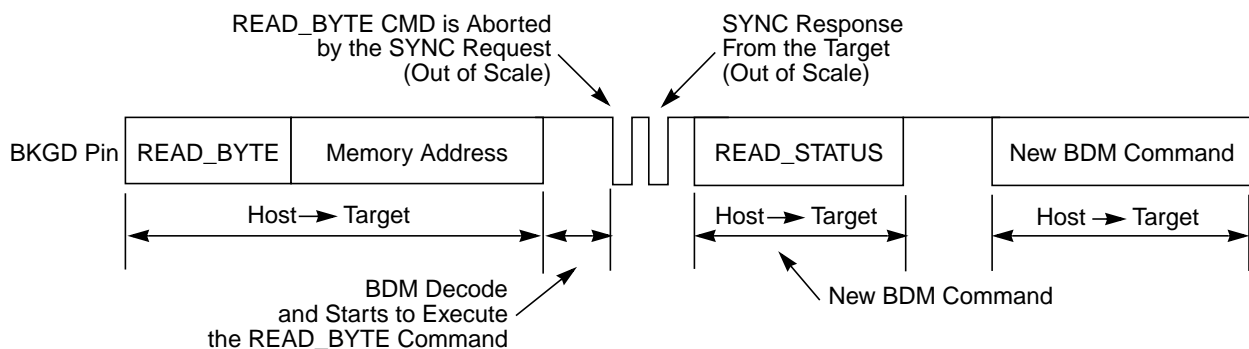 READ_BYTE CMD is Aborted
by the SYNC Request
(Out of Scale)
SYNC Response
From the Target
(Out of Scale)
BKGD Pin
READ_BYTE
Memory Address
READ_STATUS
New BDM Command
Host Target
Host Target
Host Target
BDM Decode
and Starts to Execute
the READ_BYTE Command
New BDM Command